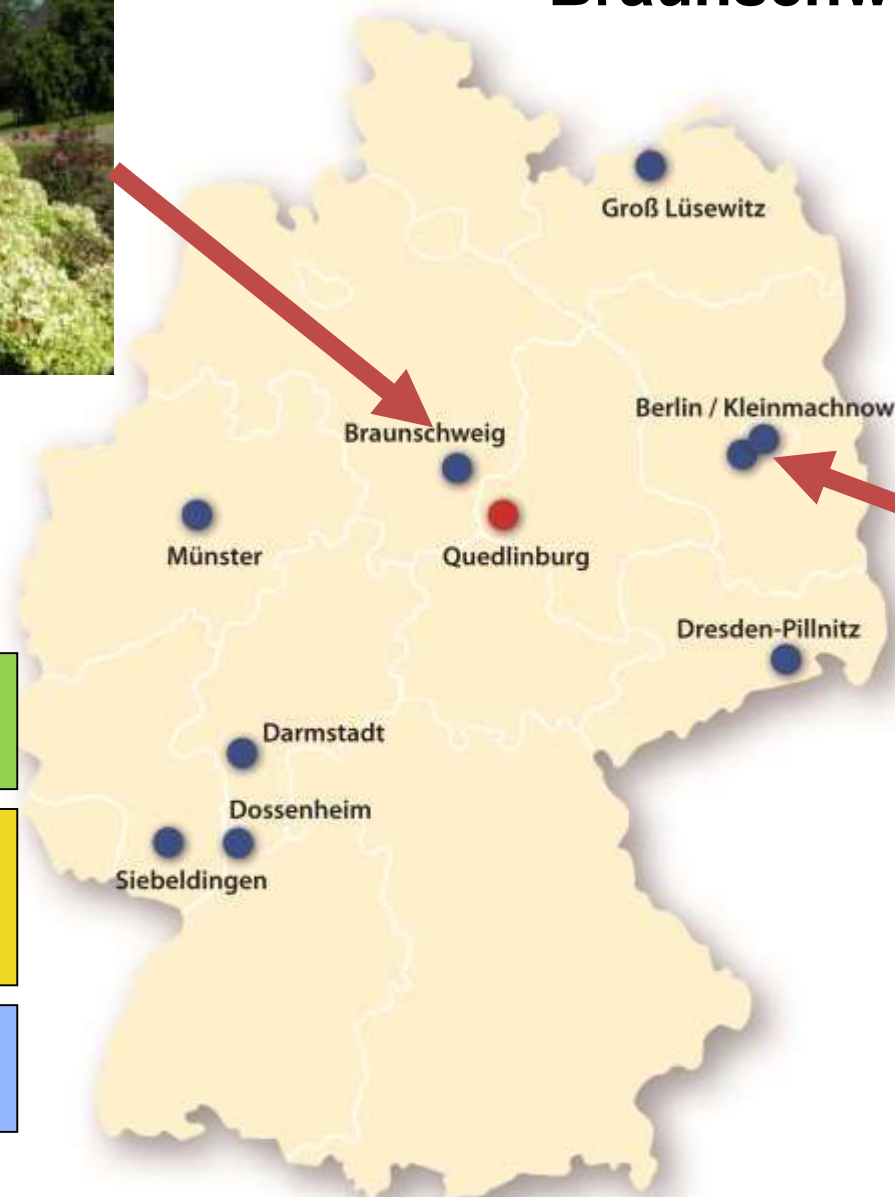 Groß Lüsewitz
Berlin / Kleinmachnow
Braunschweig
Münster
Quedlinburg
Dresden-Pillnitz
Darmstadt
Dossenheim
Siebeldingen